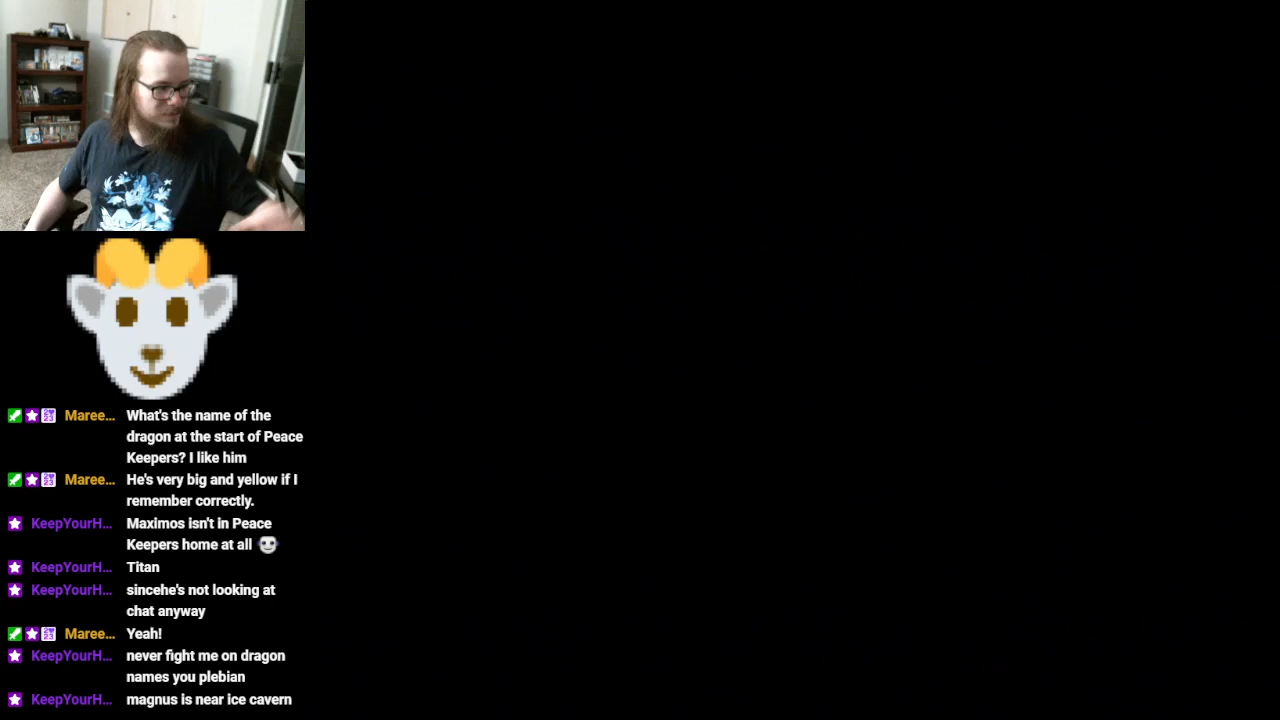 Maree... What's the name of the
dragon at the start of Peace
Keepers? I like him
Maree... He's very big and yellow if I
remember correctly.
KeepYourH... Maximos isn't in Peace
Keepers home at all
KeepYourH... Titan
KeepYourH... sincehe's not looking at
chat anyway
Maree... Yeah!
KeepYourH... never fight me on dragon
names you plebian
KeepYourH... magnus is near ice cavern